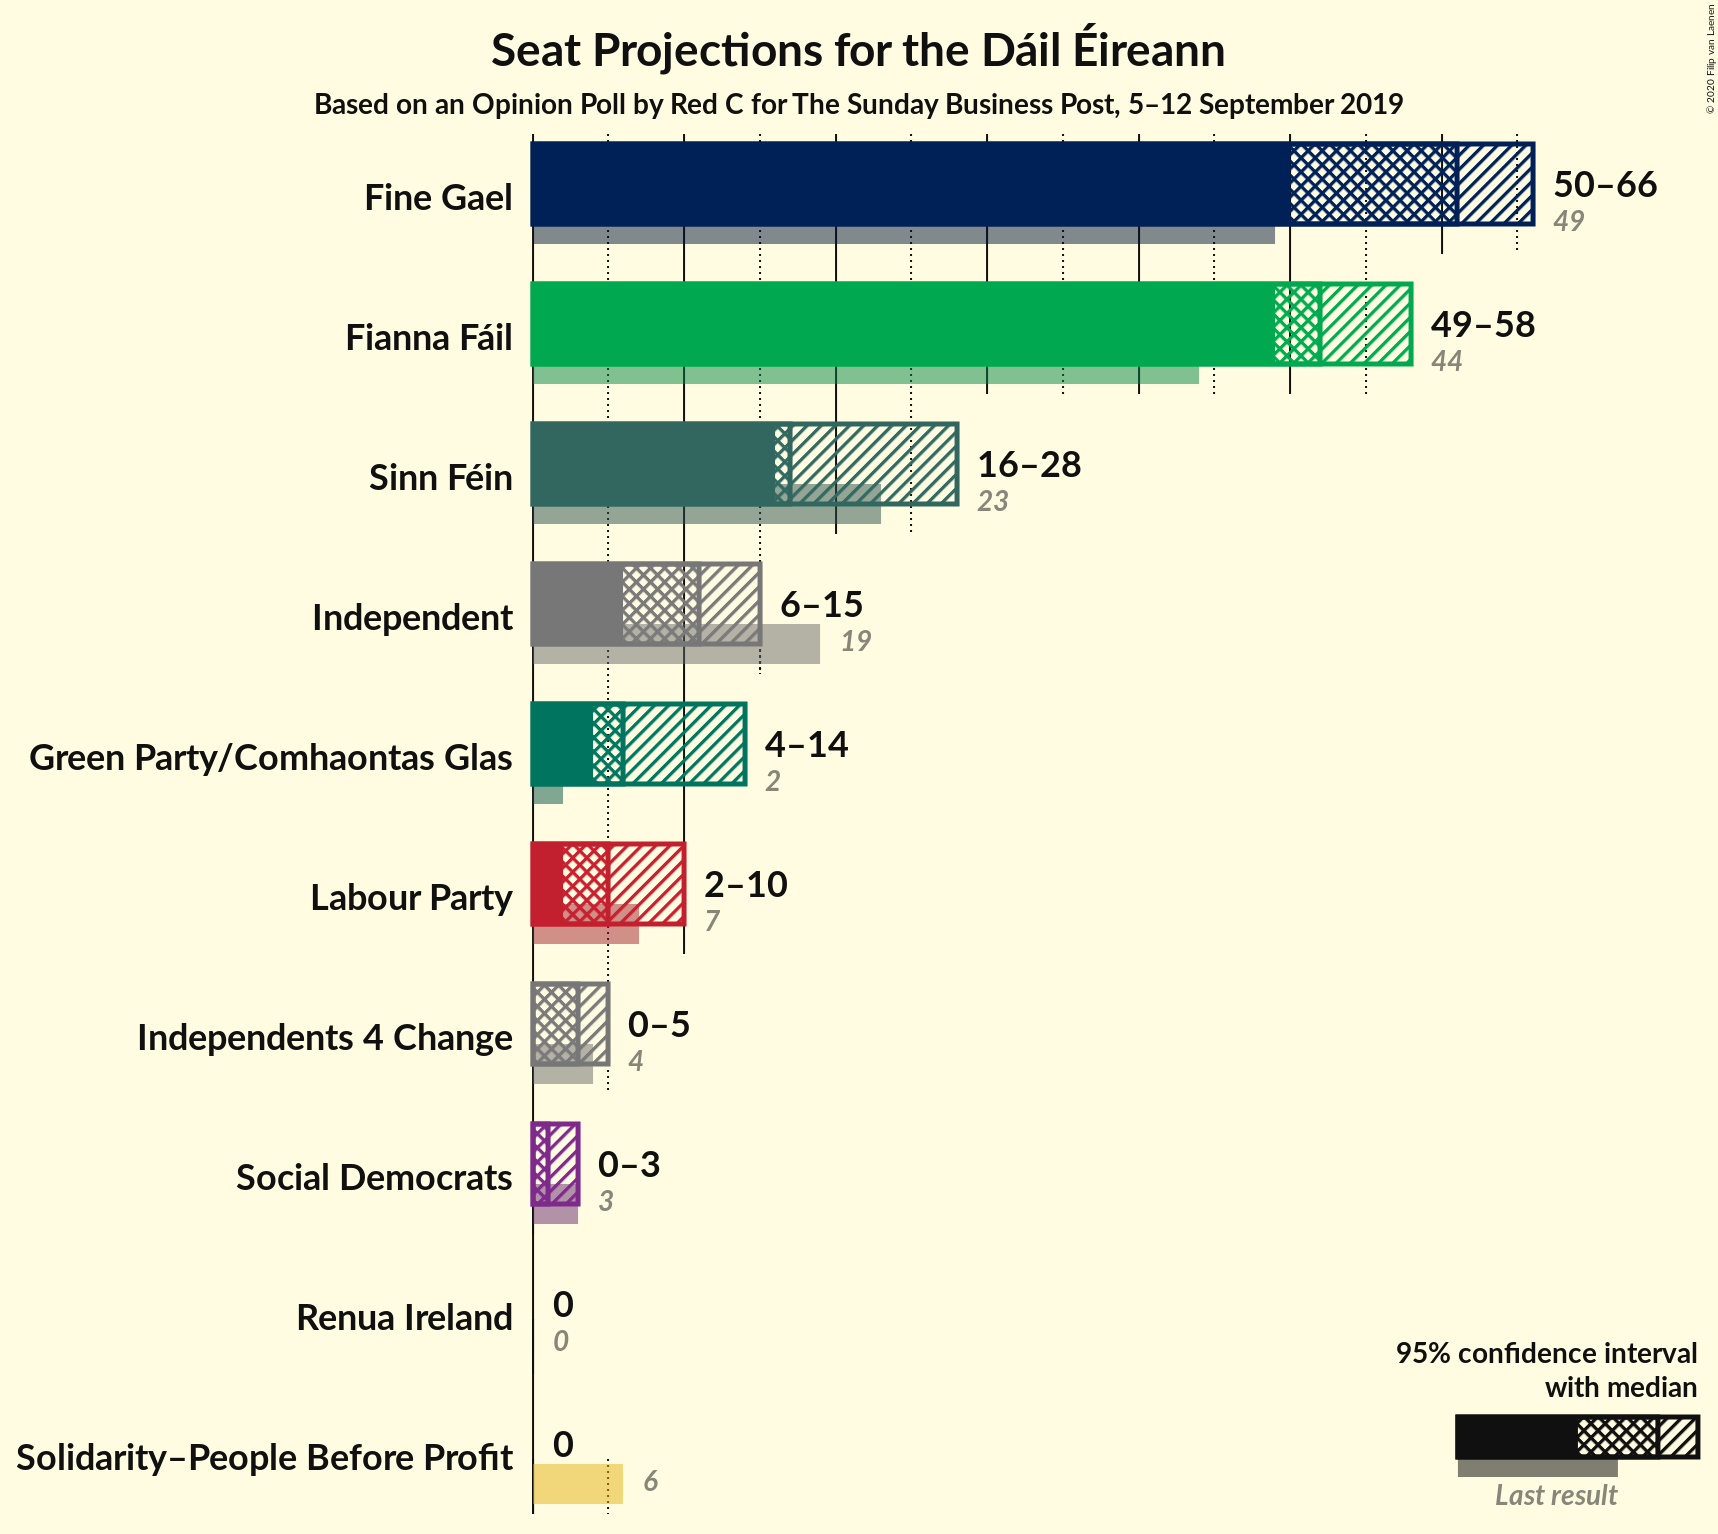 Seat Projections for the Dáil Éireann
Based on an Opinion Poll by Red C for The Sunday Business Post, 5–12 September 2019
© 2020 Filip van Laenen
Fine Gael
50–66
49
Fianna Fáil
49–58
44
Sinn Féin
16–28
23
Independent
6–15
19
Green Party/Comhaontas Glas
4–14
2
Labour Party
2–10
7
Independents 4 Change
0–5
4
Social Democrats
0–3
3
Renua Ireland
0
0
Solidarity–People Before Profit
0
6
95% confidence interval
with median
Last result